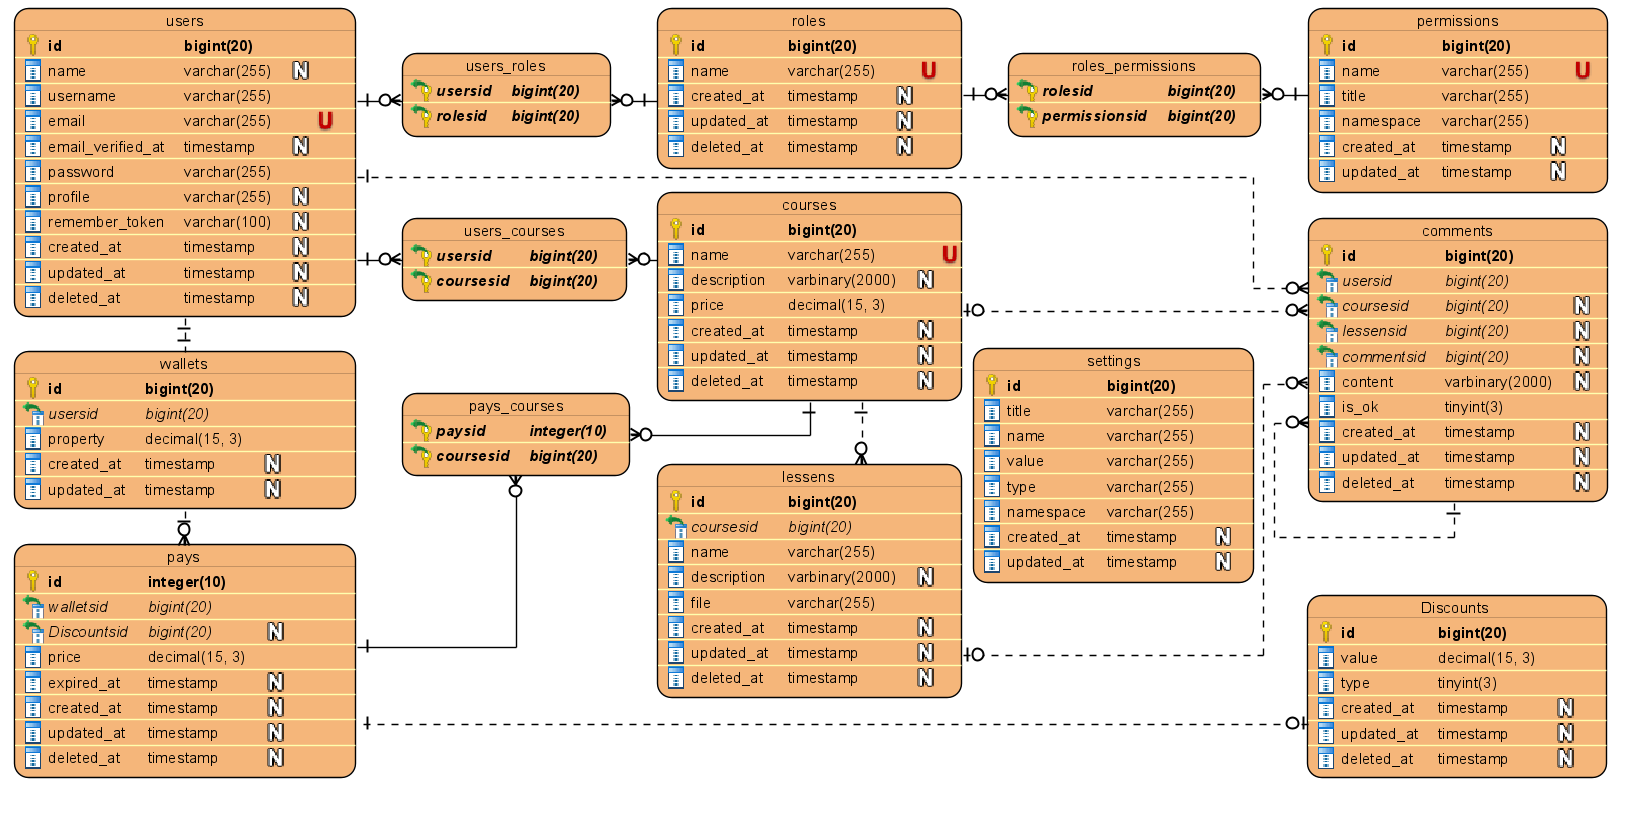 users
id bigint(20)
name varchar(255) N
username varchar(255)
email varchar(255) U
email_verified_at timestamp N
password varchar(255)
profile varchar(255) N
remember_token varchar(100) N
created_at timestamp N
updated_at timestamp N
deleted_at timestamp N
users_roles
usersid bigint(20)
rolesid bigint(20)
roles
id bigint(20)
name varchar(255) U
created_at timestamp N
updated_at timestamp N
deleted_at timestamp N
roles_permissions
rolesid bigint(20)
permissionsid bigint(20)
permissions
id bigint(20)
name varchar(255) U
title varchar(255)
namespace varchar(255)
created_at timestamp N
updated_at timestamp N
users_courses
usersid bigint(20)
coursesid bigint(20)
courses
id bigint(20)
name varchar(255) U
description varbinary(2000) N
price decimal(15, 3)
created_at timestamp N
updated_at timestamp N
deleted_at timestamp N
comments
id bigint(20)
usersid bigint(20)
coursesid bigint(20) N
lessensid bigint(20) N
commentsid bigint(20) N
content varbinary(2000) N
is_ok tinyint(3)
created_at timestamp N
updated_at timestamp N
deleted_at timestamp N
wallets
id bigint(20)
usersid bigint(20)
property decimal(15, 3)
created_at timestamp N
updated_at timestamp N
pays_courses
paysid integer(10)
coursesid bigint(20)
settings
id bigint(20)
title varchar(255)
name varchar(255)
value varchar(255)
type varchar(255)
namespace varchar(255)
created_at timestamp N
updated_at timestamp N
lessens
id bigint(20)
coursesid bigint(20)
name varchar(255)
description varbinary(2000) N
file varchar(255)
created_at timestamp N
updated_at timestamp N
deleted_at timestamp N
pays
id integer(10)
walletsid bigint(20)
Discountsid bigint(20) N
price decimal(15, 3)
expired_at timestamp N
created_at timestamp N
updated_at timestamp N
deleted_at timestamp N
Discounts
id bigint(20)
value decimal(15, 3)
type tinyint(3)
created_at timestamp N
updated_at timestamp N
deleted_at timestamp N